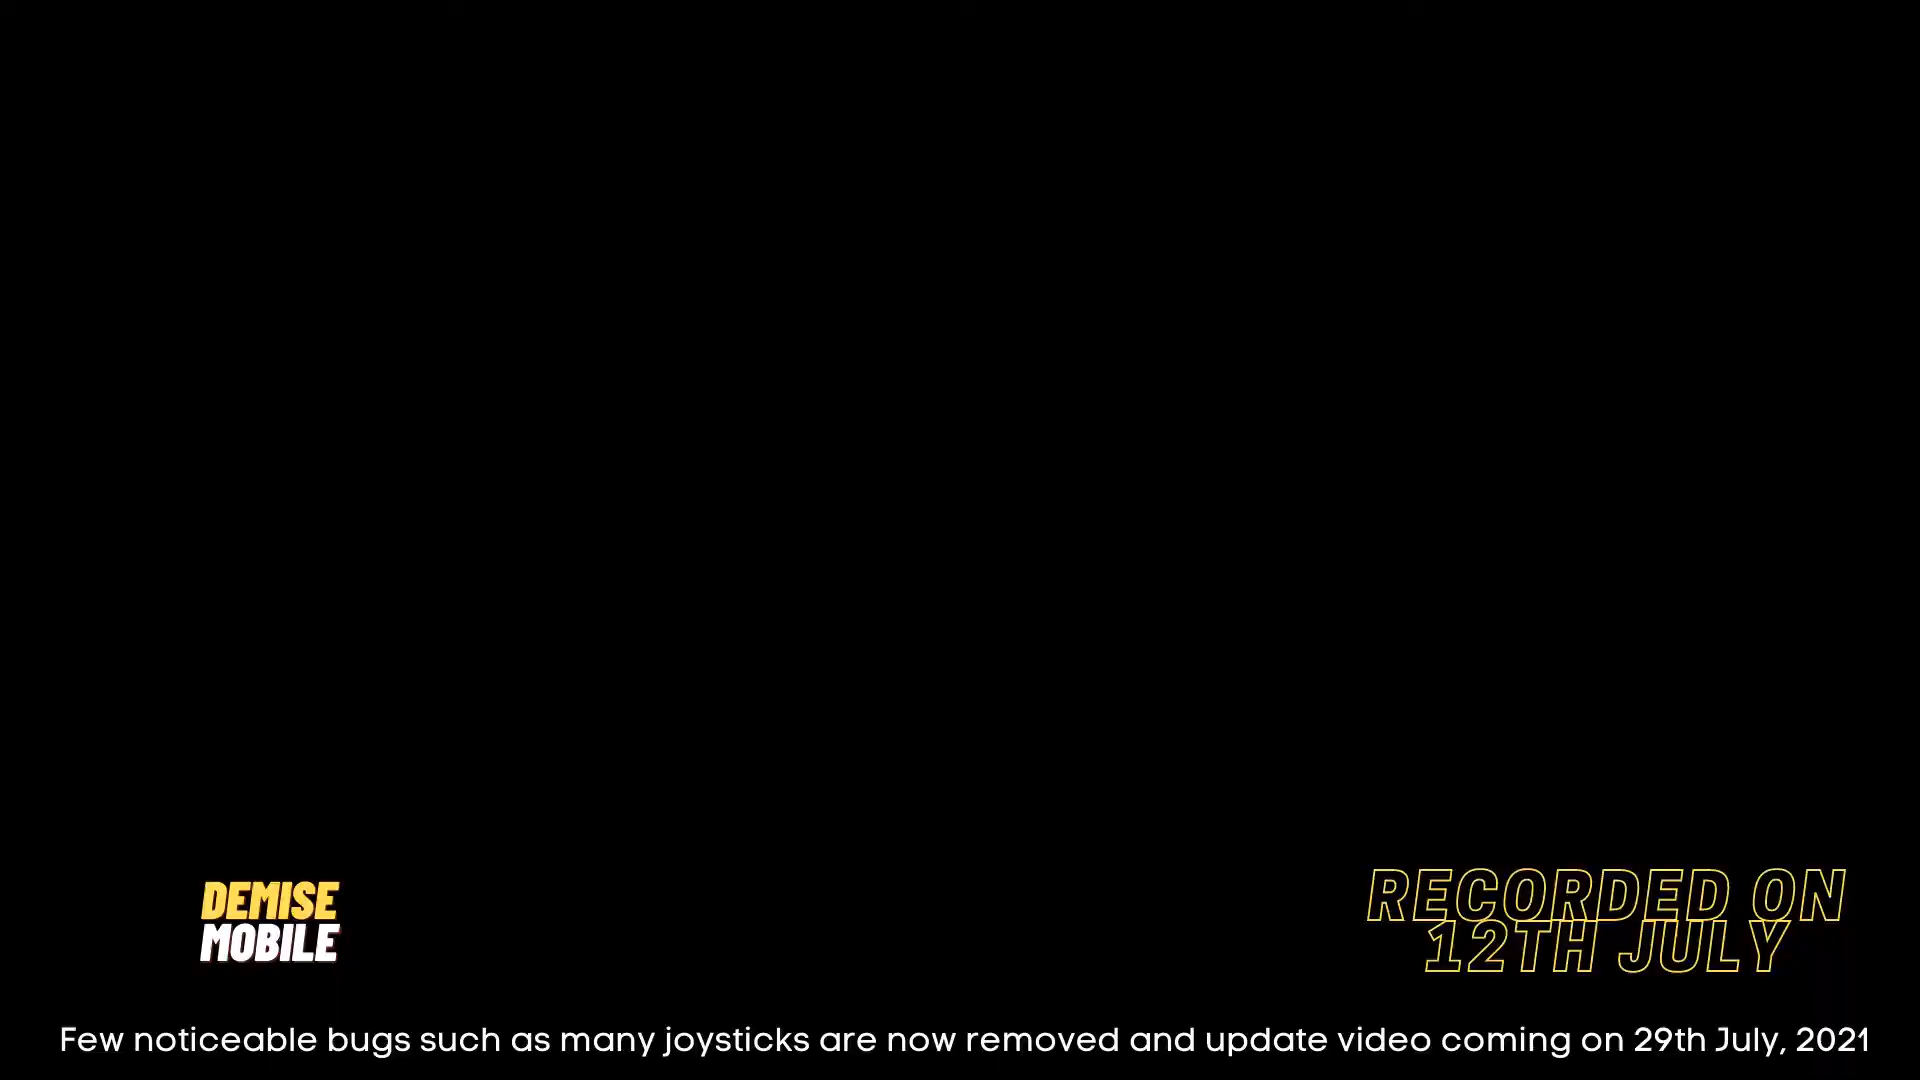 DEMISE
MOBILE
RECORDED ON
12TH JULY
Few noticeable bugs such as many joysticks are now removed and update video coming on 29th July, 2021